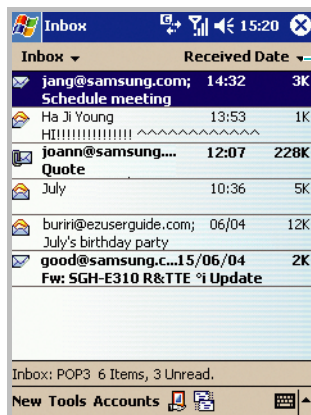 Inbox 15:20
Inbox Received Date
jang@samsung.com; 14:32 3K
Schedule meeting
Ha Ji Young 13:53 1K
HI!!!!!!!!!!!!!!! ^^^^^^^^^^^^^
joann@samsung.... 12:07 228K
Quote
July 10:36 5K
buriri@ezuserguide.com; 06/04 12K
July's birthday party
good@samsung.c...15/06/04 2K
Fw: SGH-E310 R&TTE °i Update
Inbox: POP3 6 Items, 3 Unread.
New Tools Accounts